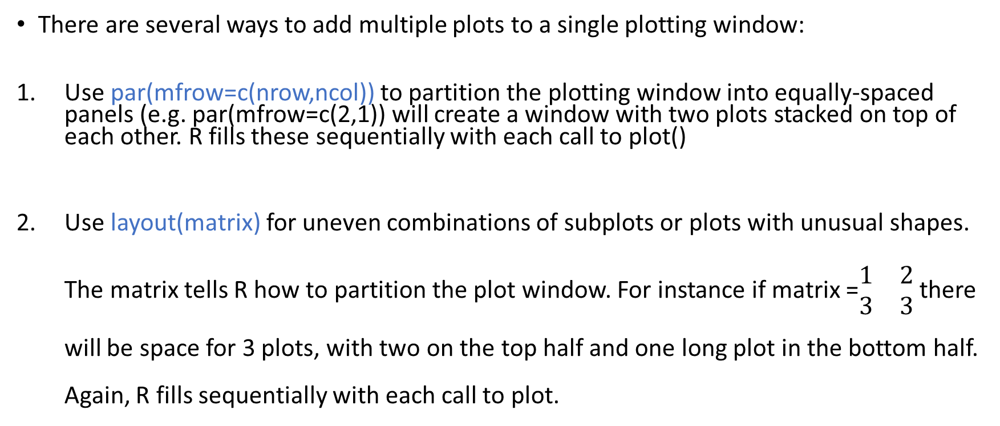 • There are several ways to add multiple plots to a single plotting window:
1. Use par(mfrow=c(nrow,ncol)) to partition the plotting window into equally-spaced
panels (e.g. par(mfrow=c(2,1)) will create a window with two plots stacked on top of
each other. R fills these sequentially with each call to plot()
2. Use layout(matrix) for uneven combinations of subplots or plots with unusual shapes.
The matrix tells R how to partition the plot window. For instance if matrix = 1 2 there
3 3
will be space for 3 plots, with two on the top half and one long plot in the bottom half.
Again, R fills sequentially with each call to plot.